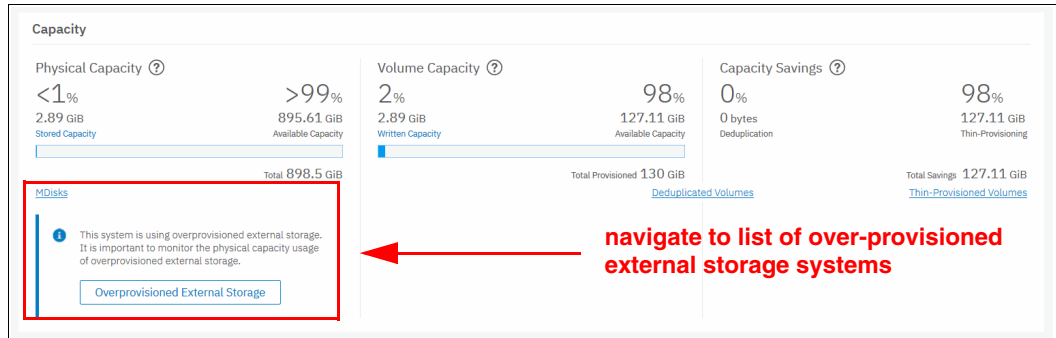 Capacity
Physical Capacity ?
<1% >99%
2.89 GiB 895.61 GiB
Stored Capacity Available Capacity
Total 898.5 GiB
MDisks
This system is using overprovisioned external storage.
It is important to monitor the physical capacity usage
of overprovisioned external storage.
Overprovisioned External Storage
Volume Capacity ?
2% 98%
2.89 GiB 127.11 GiB
Written Capacity Available Capacity
Total Provisioned 130 GiB
Deduplicated Volumes
Capacity Savings ?
0% 98%
0 bytes 127.11 GiB
Deduplication Thin-Provisioning
Total Savings 127.11 GiB
Thin-Provisioned Volumes
navigate to list of over-provisioned
external storage systems